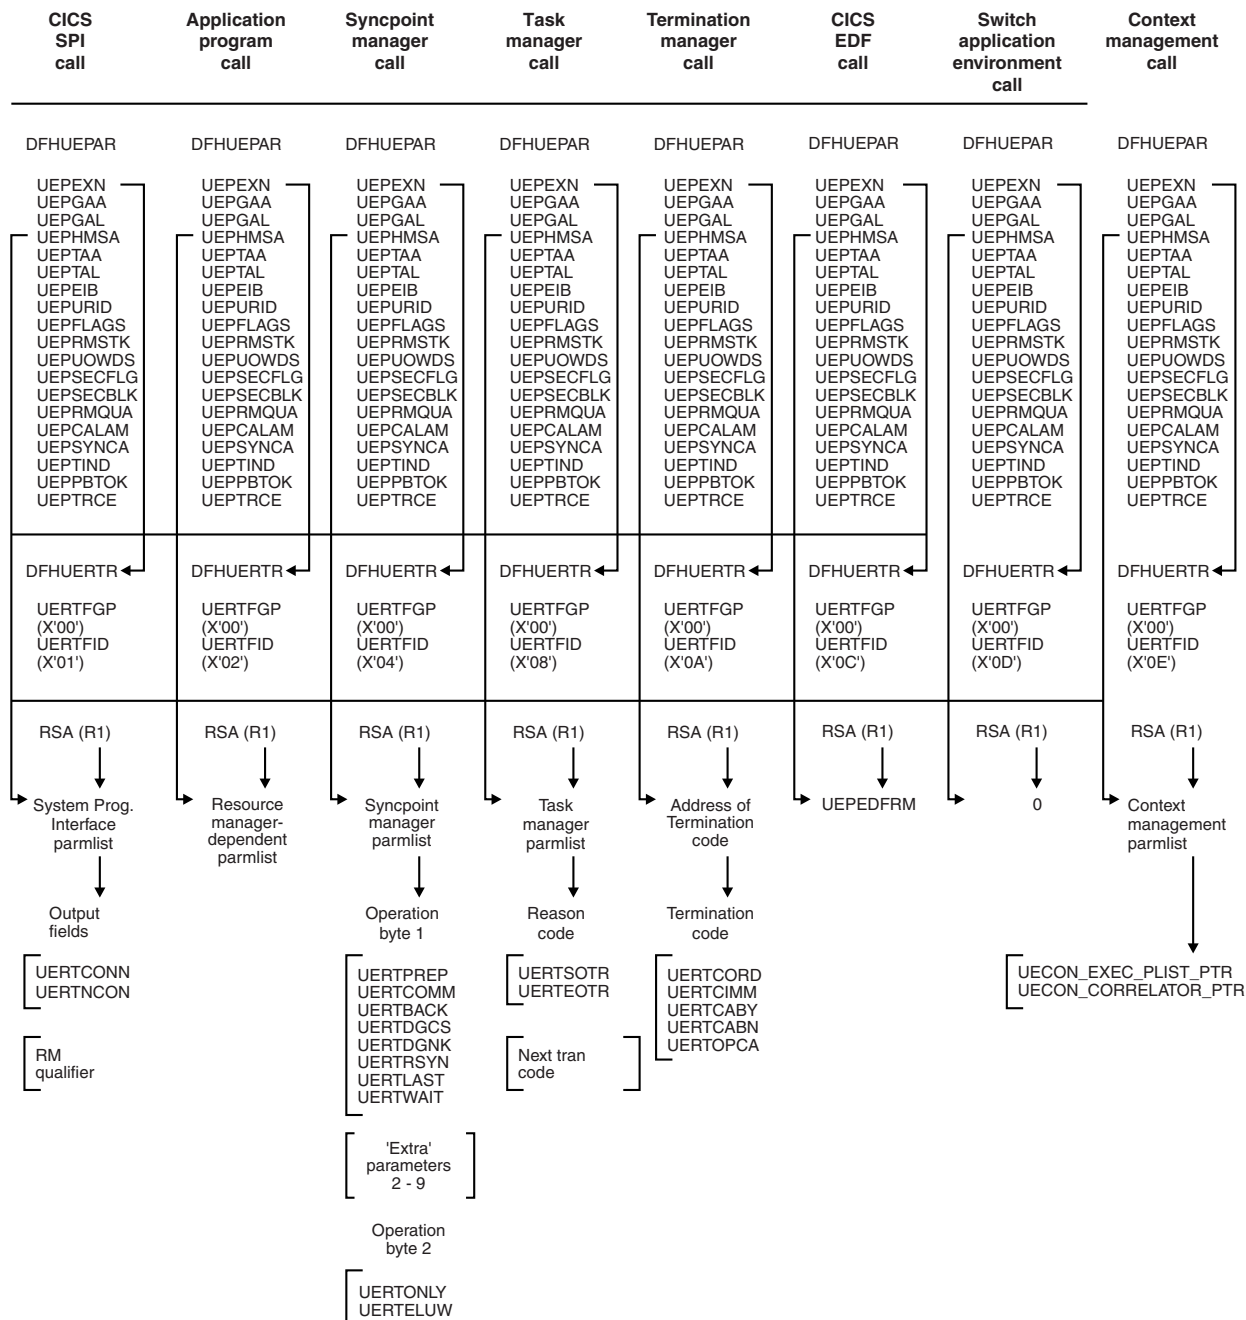 CICS SPI call
Application program call
Syncpoint manager call
Task manager call
Termination manager call
CICS EDF call
Switch application environment call
Context management call
DFHUEPAR DFHUEPAR DFHUEPAR DFHUEPAR DFHUEPAR DFHUEPAR DFHUEPAR DFHUEPAR
UEPEXN UEPEXN UEPEXN UEPEXN UEPEXN UEPEXN UEPEXN UEPEXN
UEPGAA UEPGAA UEPGAA UEPGAA UEPGAA UEPGAA UEPGAA UEPGAA
UEPGAL UEPGAL UEPGAL UEPGAL UEPGAL UEPGAL UEPGAL UEPGAL
UEPHMSA UEPHMSA UEPHMSA UEPHMSA UEPHMSA UEPHMSA UEPHMSA UEPHMSA
UEPTAA UEPTAA UEPTAA UEPTAA UEPTAA UEPTAA UEPTAA UEPTAA
UEPTAL UEPTAL UEPTAL UEPTAL UEPTAL UEPTAL UEPTAL UEPTAL
UEPEIB UEPEIB UEPEIB UEPEIB UEPEIB UEPEIB UEPEIB UEPEIB
UEPURID UEPURID UEPURID UEPURID UEPURID UEPURID UEPURID UEPURID
UEPFLAGS UEPFLAGS UEPFLAGS UEPFLAGS UEPFLAGS UEPFLAGS UEPFLAGS UEPFLAGS
UEPRMSTK UEPRMSTK UEPRMSTK UEPRMSTK UEPRMSTK UEPRMSTK UEPRMSTK UEPRMSTK
UEPUOWDS UEPUOWDS UEPUOWDS UEPUOWDS UEPUOWDS UEPUOWDS UEPUOWDS UEPUOWDS
UEPSECFLG UEPSECFLG UEPSECFLG UEPSECFLG UEPSECFLG UEPSECFLG UEPSECFLG UEPSECFLG
UEPSECBLK UEPSECBLK UEPSECBLK UEPSECBLK UEPSECBLK UEPSECBLK UEPSECBLK UEPSECBLK
UEPRMQUA UEPRMQUA UEPRMQUA UEPRMQUA UEPRMQUA UEPRMQUA UEPRMQUA UEPRMQUA
UEPCALAM UEPCALAM UEPCALAM UEPCALAM UEPCALAM UEPCALAM UEPCALAM UEPCALAM
UEPSYNCA UEPSYNCA UEPSYNCA UEPSYNCA UEPSYNCA UEPSYNCA UEPSYNCA UEPSYNCA
UEPTIND UEPTIND UEPTIND UEPTIND UEPTIND UEPTIND UEPTIND UEPTIND
UEPPBTOK UEPPBTOK UEPPBTOK UEPPBTOK UEPPBTOK UEPPBTOK UEPPBTOK UEPPBTOK
UEPTRCE UEPTRCE UEPTRCE UEPTRCE UEPTRCE UEPTRCE UEPTRCE UEPTRCE
DFHUERTR DFHUERTR DFHUERTR DFHUERTR DFHUERTR DFHUERTR DFHUERTR DFHUERTR
UERTFGP UERTFGP UERTFGP UERTFGP UERTFGP UERTFGP UERTFGP UERTFGP
(X'00') (X'00') (X'00') (X'00') (X'00') (X'00') (X'00') (X'00')
UERTFID UERTFID UERTFID UERTFID UERTFID UERTFID UERTFID UERTFID
(X'01') (X'02') (X'04') (X'08') (X'0A') (X'0C') (X'0D') (X'0E')
RSA (R1) RSA (R1) RSA (R1) RSA (R1) RSA (R1) RSA (R1) RSA (R1) RSA (R1)
System Prog.
Interface
parmlist
Resource
manager-
dependent
parmlist
Syncpoint
manager
parmlist
Task
manager
parmlist
Address of
Termination
code
UEPEDFRM
0
Context
management
parmlist
Output
fields
UERTCONN
UERTNCON
RM
qualifier
Operation
byte 1
UERTPREP
UERTCOMM
UERTBACK
UERTDGCS
UERTDGNK
UERTRSYN
UERTLAST
UERTWAIT
'Extra'
parameters
2 - 9
Operation
byte 2
UERTONLY
UERTELUW
Reason
code
UERTSOTR
UERTEOTR
Next tran
code
Termination
code
UERTCORD
UERTCIMM
UERTCABY
UERTCABN
UERTOPCA
UECON_EXEC_PLIST_PTR
UECON_CORRELATOR_PTR